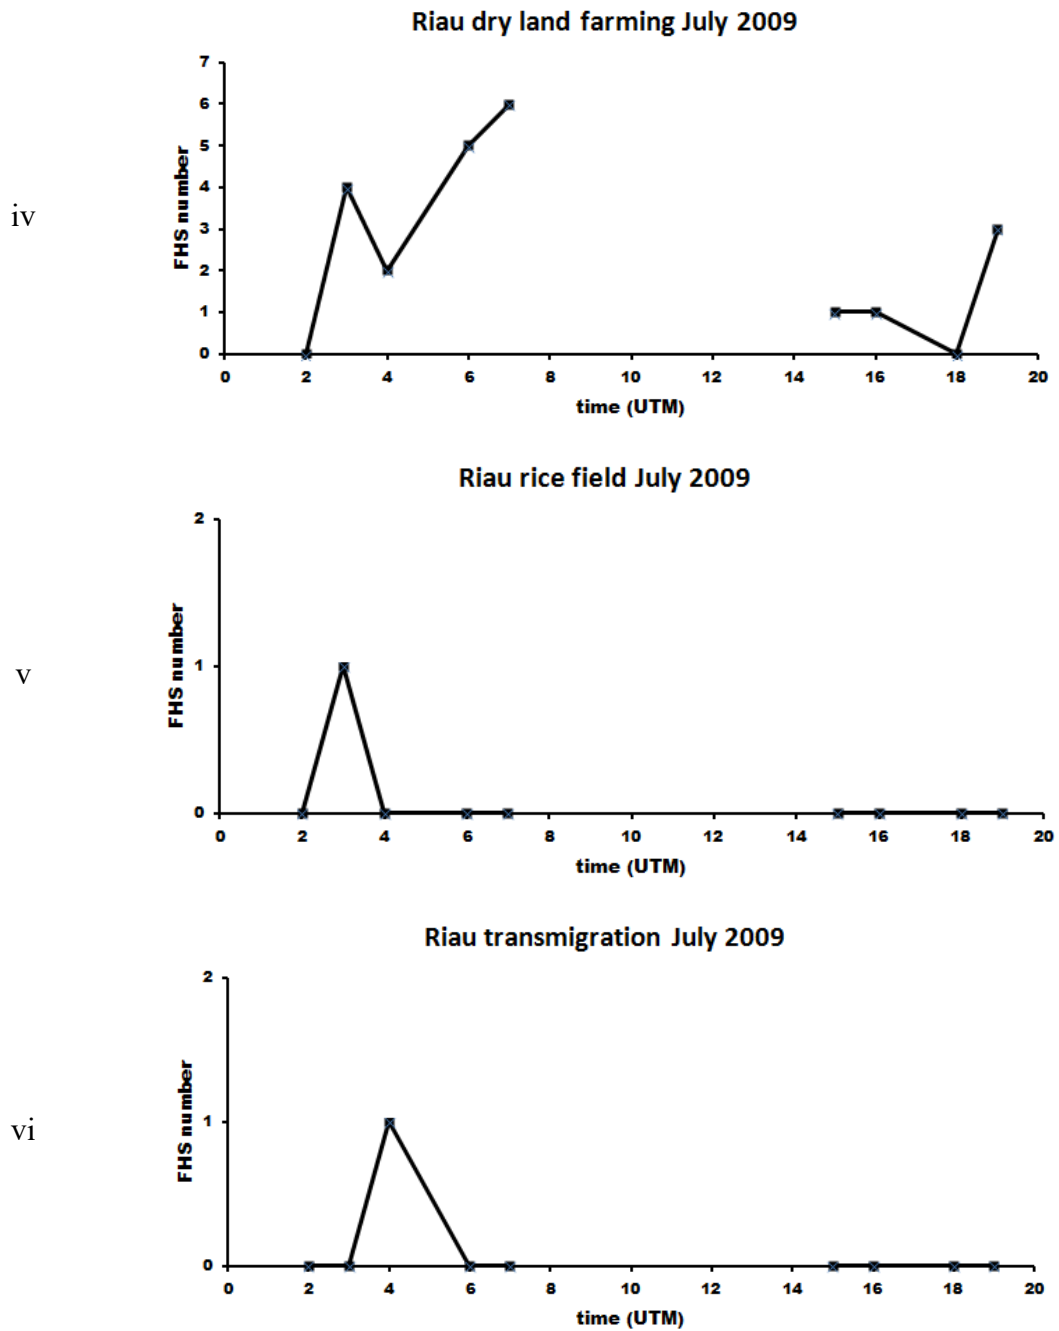 Riau dry land farming July 2009
7
6
5
4
3
2
1
0
FHS number
iv
0 2 4 6 8 10 12 14 16 18 20
time (UTM)
Riau rice field July 2009
2
1
0
FHS number
v
0 2 4 6 8 10 12 14 16 18 20
time (UTM)
Riau transmigration July 2009
2
1
0
FHS number
vi
0 2 4 6 8 10 12 14 16 18 20
time (UTM)